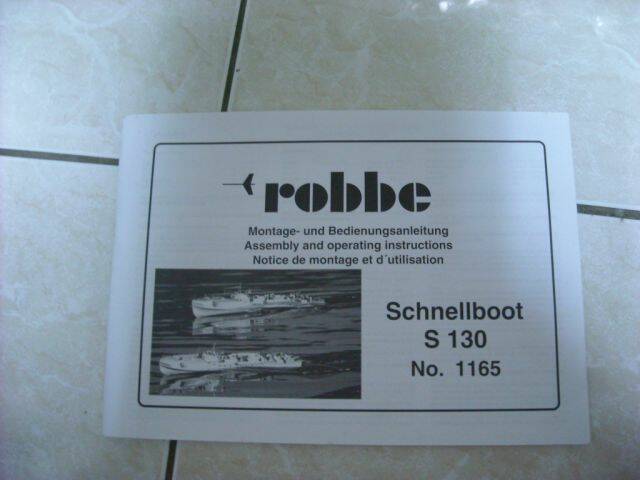 robbe
Montage- und Bedienungsanleitung
Assembly and operating instructions
Notice de montage et d´utilisation
Schnellboot
S 130
No. 1165